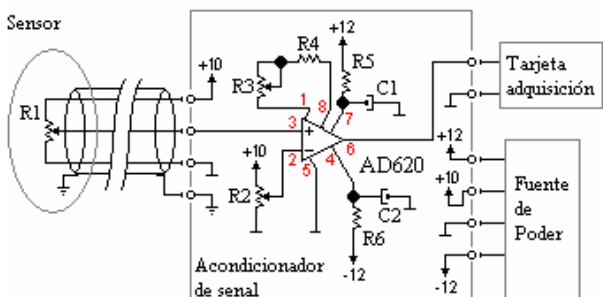 Sensor
R1
+10
R3
R4
+12
R5
C1
1
8
7
3
+
2
−
5
4
6
AD620
+10
R2
C2
R6
-12
Acondicionador
de senal
Tarjeta
adquisición
+12
+10
-12
Fuente
de
Poder